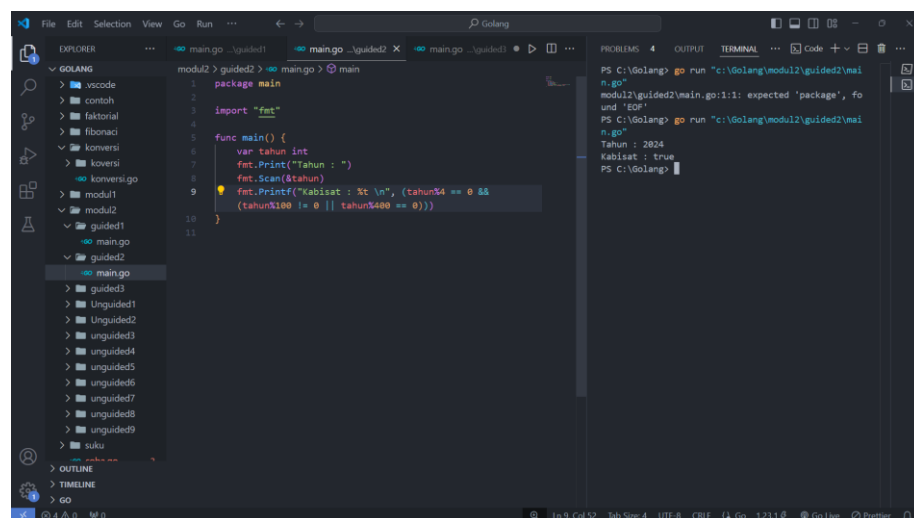 File Edit Selection View Go Run ··· ← → Golang
EXPLORER ···
GOLANG
.vscode
contoh
faktorial
fibonaci
konversi
koversi
konversi.go
modul1
modul2
guided1
main.go
guided2
main.go
guided3
Unguided1
Unguided2
unguided3
unguided4
unguided5
unguided6
unguided7
unguided8
unguided9
suku
OUTLINE
TIMELINE
GO
main.go ...\guided1 main.go ...\guided2 × main.go ...\guided3 ●
modul2 > guided2 > main.go > main
1 package main
2
3 import "fmt"
4
5 func main() {
6 var tahun int
7 fmt.Print("Tahun : ")
8 fmt.Scan(&tahun)
9 fmt.Printf("Kabisat : %t \n", (tahun%4 == 0 &&
(tahun%100 != 0 || tahun%400 == 0)))
10 }
11
PROBLEMS 4 OUTPUT TERMINAL ··· Code
PS C:\Golang> go run "c:\Golang\modul2\guided2\mai
n.go"
modul2\guided2\main.go:1:1: expected 'package', fo
und 'EOF'
PS C:\Golang> go run "c:\Golang\modul2\guided2\mai
n.go"
Tahun : 2024
Kabisat : true
PS C:\Golang>
4 0 0 Ln 9, Col 52 Tab Size: 4 UTF-8 CRLF Go 1.23.1 Go Live Prettier